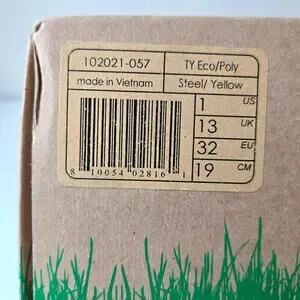 102021-057 TY Eco/Poly
made in Vietnam Steel/ Yellow
1 US
13 UK
32 EU
19 CM
8 10054 02816 1